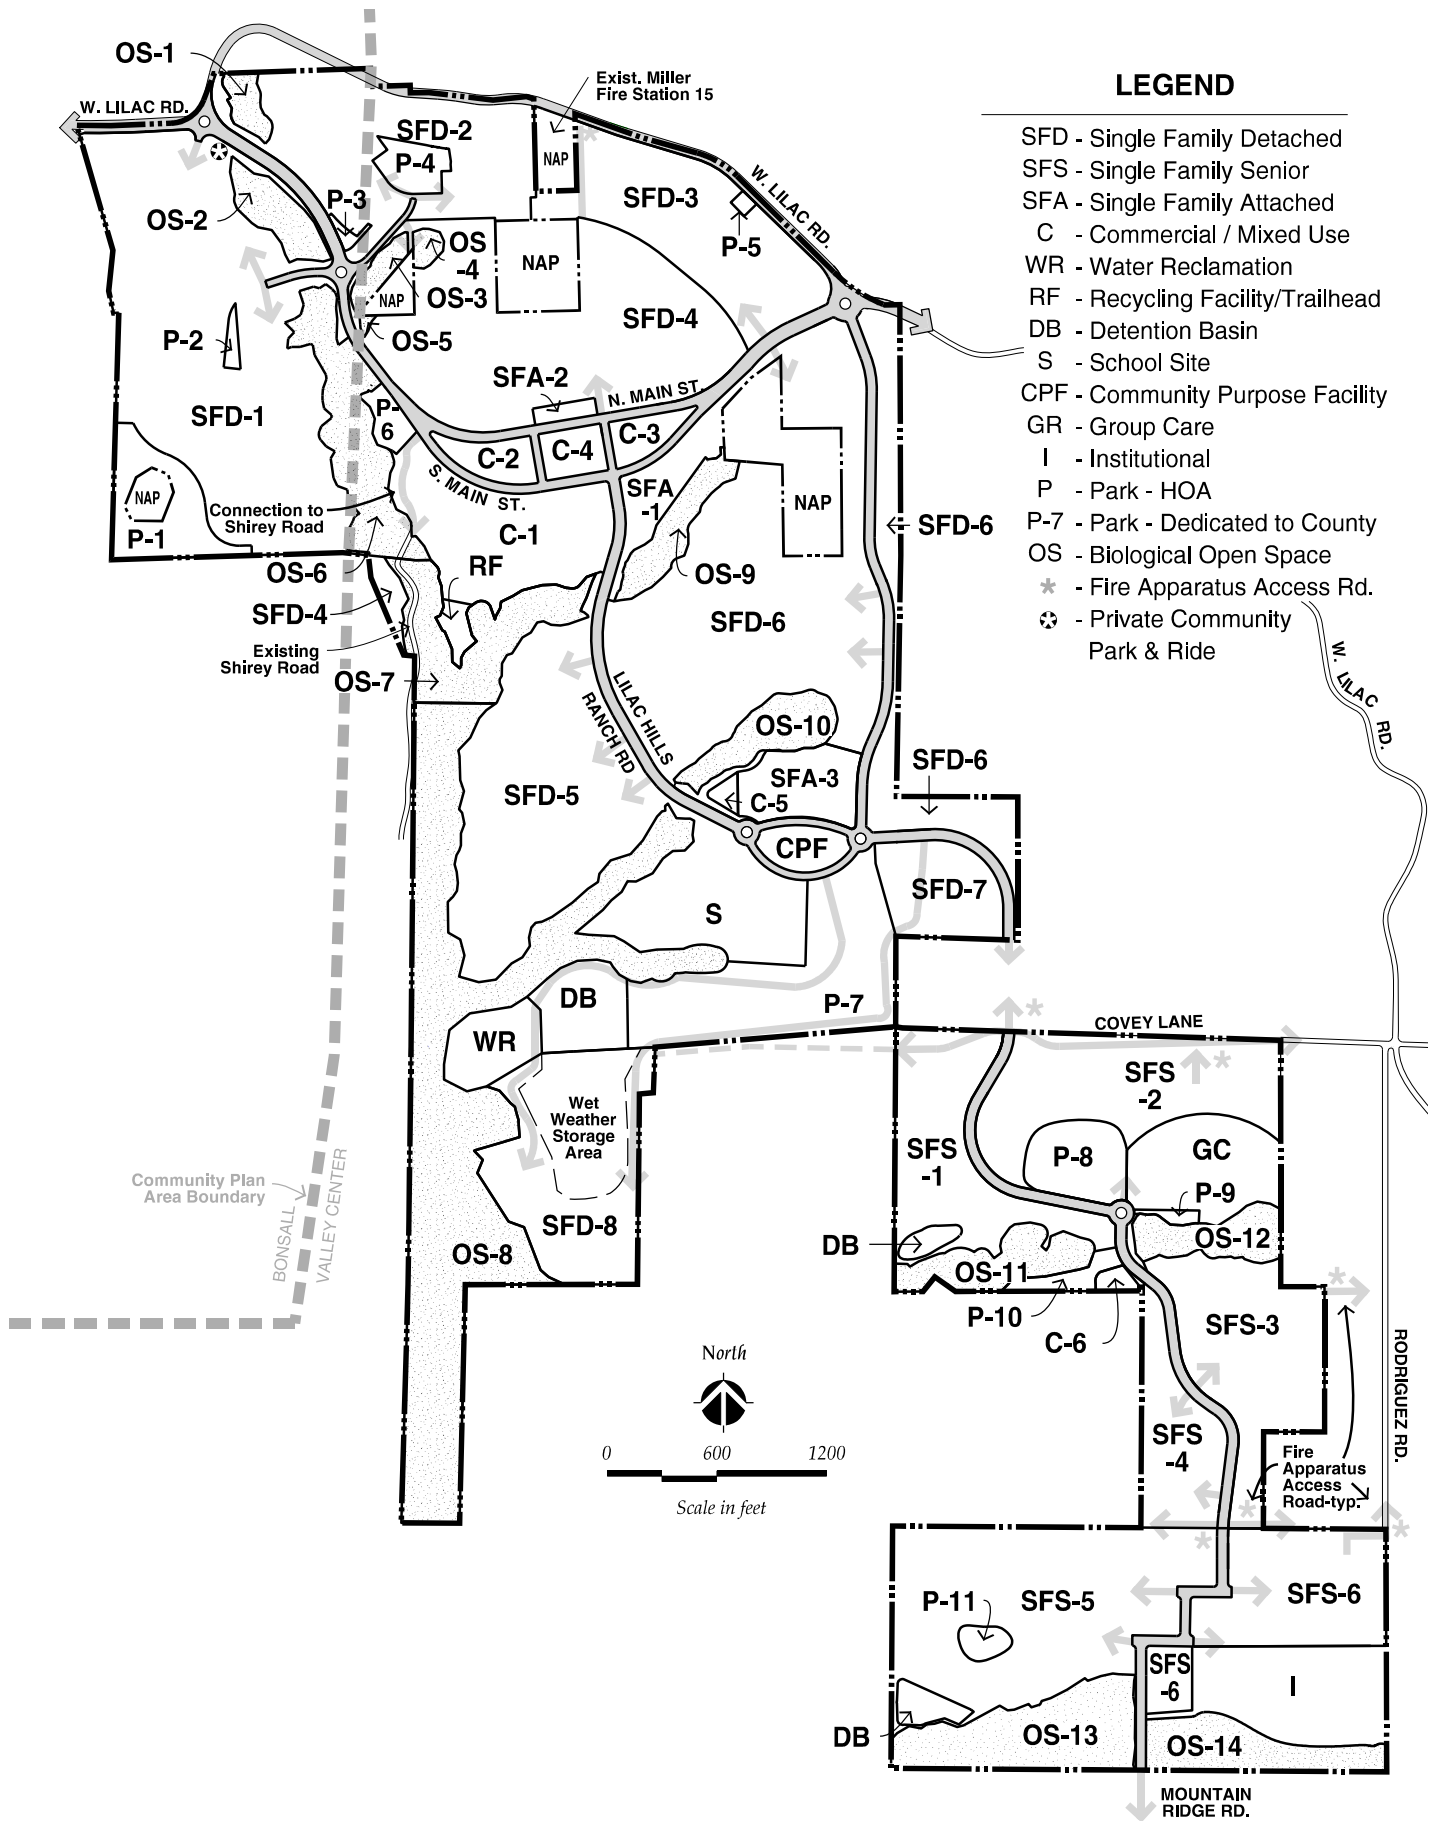 OS-1
W. LILAC RD.
Exist. Miller
Fire Station 15
SFD-2
P-4
NAP
SFD-3
W. LILAC RD.
P-5
OS-2
P-3
OS
-4
NAP
OS-3
NAP
OS-5
SFD-4
P-2
SFA-2
N. MAIN ST.
SFD-1
P-
6
C-2
C-4
C-3
S. MAIN ST.
SFA
-1
NAP
NAP
P-1
Connection to
Shirey Road
C-1
SFD-6
OS-6
RF
OS-9
SFD-4
SFD-6
Existing
Shirey Road
OS-7
LILAC HILLS
RANCH RD
OS-10
SFD-6
SFD-5
SFA-3
C-5
CPF
SFD-7
S
DB
P-7
WR
COVEY LANE
SFS
-2
Wet
Weather
Storage
Area
SFS
-1
P-8
GC
P-9
Community Plan
Area Boundary
BONSALL
VALLEY CENTER
SFD-8
OS-8
DB
OS-12
OS-11
P-10
C-6
SFS-3
North
0 600 1200
Scale in feet
RODRIGUEZ RD.
SFS
-4
Fire
Apparatus
Access
Road-typ.
P-11
SFS-5
SFS-6
SFS
-6
I
DB
OS-13
OS-14
MOUNTAIN
RIDGE RD.
W. LILAC RD.
LEGEND
SFD - Single Family Detached
SFS - Single Family Senior
SFA - Single Family Attached
C - Commercial / Mixed Use
WR - Water Reclamation
RF - Recycling Facility/Trailhead
DB - Detention Basin
S - School Site
CPF - Community Purpose Facility
GR - Group Care
I - Institutional
P - Park - HOA
P-7 - Park - Dedicated to County
OS - Biological Open Space
* - Fire Apparatus Access Rd.
- Private Community
Park & Ride